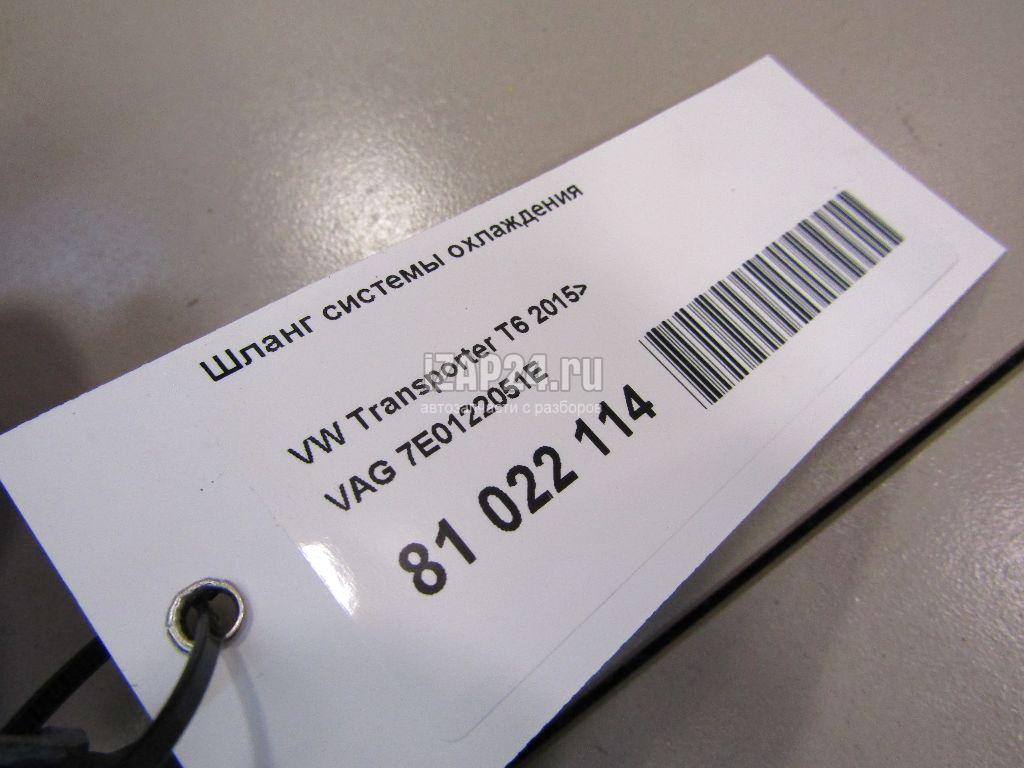 Шланг системы охлаждения
VW Transporter T6 2015>
VAG 7E0122051E
81 022 114
iZAP24.ru
автозапчасти с разборов